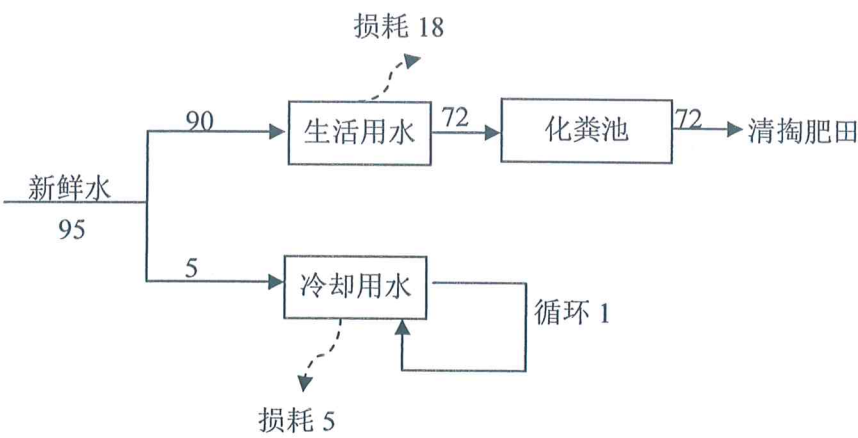 损耗 18
90
生活用水
72
化粪池
72
清掏肥田
新鲜水
95
5
冷却用水
循环 1
损耗 5